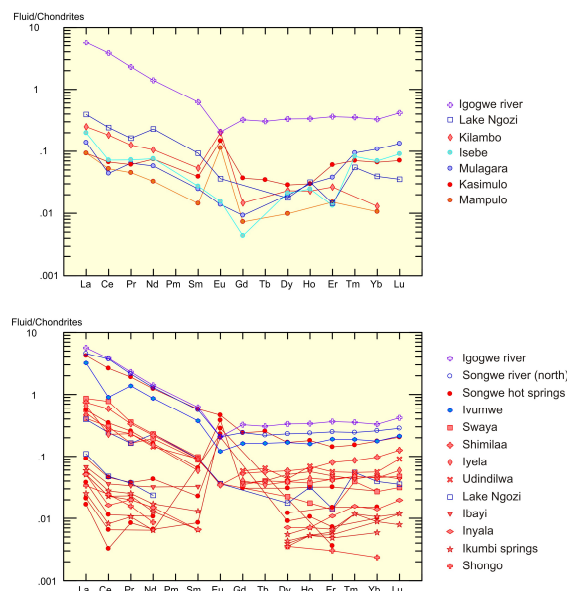 Fluid/Chondrites
10
1
.1
.01
.001
La Ce Pr Nd Pm Sm Eu Gd Tb Dy Ho Er Tm Yb Lu
Igogwe river
Lake Ngozi
Kilambo
Isebe
Mulagara
Kasimulo
Mampulo
Fluid/Chondrites
10
1
.1
.01
.001
La Ce Pr Nd Pm Sm Eu Gd Tb Dy Ho Er Tm Yb Lu
Igogwe river
Songwe river (north)
Songwe hot springs
Ivumwe
Swaya
Shimilaa
Iyela
Udindilwa
Lake Ngozi
Ibayi
Inyala
Ikumbi springs
Shongo